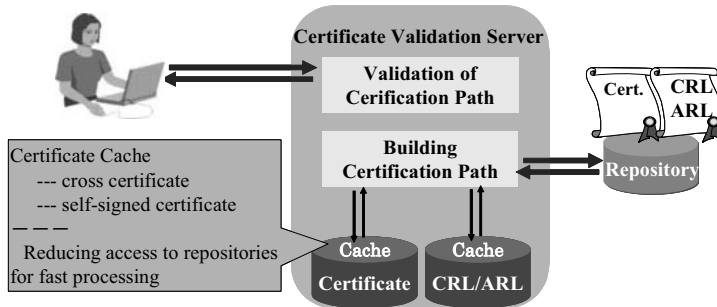 Certificate Validation Server
Validation of
Cerification Path
Building
Certification Path
Cert.
CRL
ARL
Repository
Certificate Cache
--- cross certificate
--- self-signed certificate
— — —
Reducing access to repositories
for fast processing
Cache
Certificate
Cache
CRL/ARL